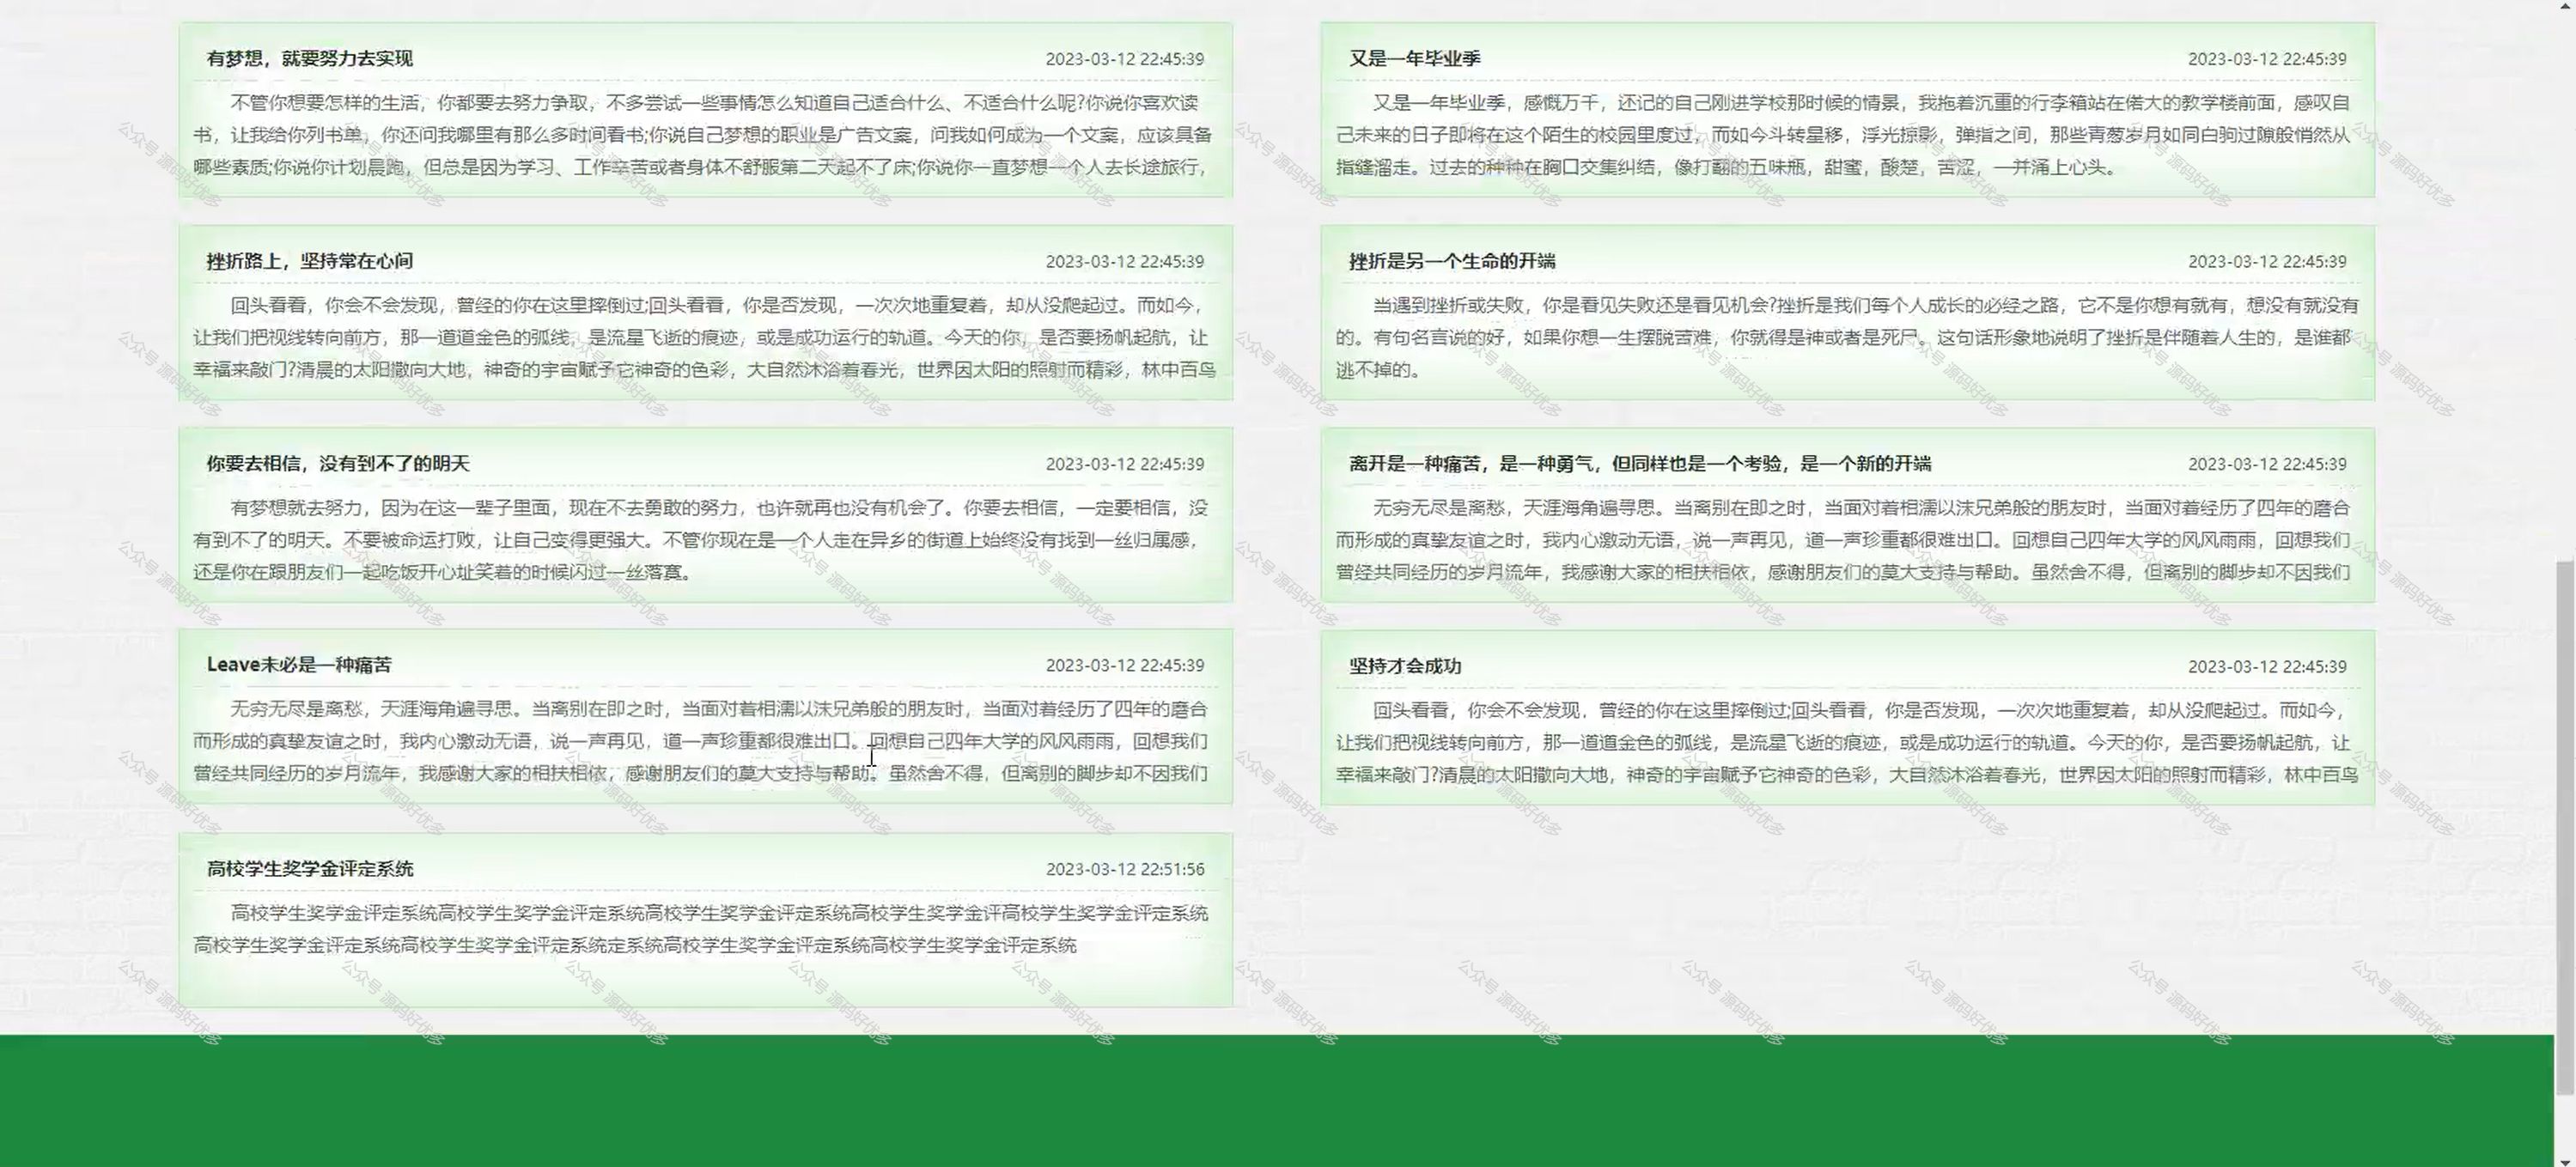 有梦想，就要努力去实现 2023-03-12 22:45:39
不管你想要怎样的生活，你都要去努力争取，不多尝试一些事情怎么知道自己适合什么、不适合什么呢?你说你喜欢读
书，让我给你列书单，你还问我哪里有那么多时间看书;你说自己梦想的职业是广告文案，问我如何成为一个文案，应该具备
哪些素质;你说你计划晨跑，但总是因为学习、工作辛苦或者身体不舒服第二天起不了床;你说你一直梦想一个人去长途旅行，
又是一年毕业季 2023-03-12 22:45:39
又是一年毕业季，感慨万千，还记的自己刚进学校那时候的情景，我拖着沉重的行李箱站在偌大的教学楼前面，感叹自
己未来的日子即将在这个陌生的校园里度过，而如今斗转星移，浮光掠影，弹指之间，那些青葱岁月如同白驹过隙般悄然从
指缝溜走。过去的种种在胸口交集纠结，像打翻的五味瓶，甜蜜，酸楚，苦涩，一并涌上心头。
挫折路上，坚持常在心间 2023-03-12 22:45:39
回头看看，你会不会发现，曾经的你在这里摔倒过;回头看看，你是否发现，一次次地重复着，却从没爬起过。而如今，
让我们把视线转向前方，那一道道金色的弧线，是流星飞逝的痕迹，或是成功运行的轨道。今天的你，是否要扬帆起航，让
幸福来敲门?清晨的太阳撒向大地，神奇的宇宙赋予它神奇的色彩，大自然沐浴着春光，世界因太阳的照射而精彩，林中百鸟
挫折是另一个生命的开端 2023-03-12 22:45:39
当遇到挫折或失败，你是看见失败还是看见机会?挫折是我们每个人成长的必经之路，它不是你想有就有，想没有就没有
的。有句名言说的好，如果你想一生摆脱苦难，你就得是神或者是死尸。这句话形象地说明了挫折是伴随着人生的，是谁都
逃不掉的。
你要去相信，没有到不了的明天 2023-03-12 22:45:39
有梦想就去努力，因为在这一辈子里面，现在不去勇敢的努力，也许就再也没有机会了。你要去相信，一定要相信，没
有到不了的明天。不要被命运打败，让自己变得更强大。不管你现在是一个人走在异乡的街道上始终没有找到一丝归属感，
还是你在跟朋友们一起吃饭开心址笑着的时候闪过一丝落寞。
离开是一种痛苦，是一种勇气，但同样也是一个考验，是一个新的开端 2023-03-12 22:45:39
无穷无尽是离愁，天涯海角遍寻思。当离别在即之时，当面对着相濡以沫兄弟般的朋友时，当面对着经历了四年的磨合
而形成的真挚友谊之时，我内心激动无语，说一声再见，道一声珍重都很难出口。回想自己四年大学的风风雨雨，回想我们
曾经共同经历的岁月流年，我感谢大家的相扶相依，感谢朋友们的莫大支持与帮助。虽然舍不得，但离别的脚步却不因我们
Leave未必是一种痛苦 2023-03-12 22:45:39
无穷无尽是离愁，天涯海角遍寻思。当离别在即之时，当面对着相濡以沫兄弟般的朋友时，当面对着经历了四年的磨合
而形成的真挚友谊之时，我内心激动无语，说一声再见，道一声珍重都很难出口。回想自己四年大学的风风雨雨，回想我们
曾经共同经历的岁月流年，我感谢大家的相扶相依，感谢朋友们的莫大支持与帮助。虽然舍不得，但离别的脚步却不因我们
坚持才会成功 2023-03-12 22:45:39
回头看看，你会不会发现，曾经的你在这里摔倒过;回头看看，你是否发现，一次次地重复着，却从没爬起过。而如今，
让我们把视线转向前方，那一道道金色的弧线，是流星飞逝的痕迹，或是成功运行的轨道。今天的你，是否要扬帆起航，让
幸福来敲门?清晨的太阳撒向大地，神奇的宇宙赋予它神奇的色彩，大自然沐浴着春光，世界因太阳的照射而精彩，林中百鸟
高校学生奖学金评定系统 2023-03-12 22:51:56
高校学生奖学金评定系统高校学生奖学金评定系统高校学生奖学金评定系统高校学生奖学金评高校学生奖学金评定系统
高校学生奖学金评定系统高校学生奖学金评定系统定系统高校学生奖学金评定系统高校学生奖学金评定系统
公众号 源码好优多